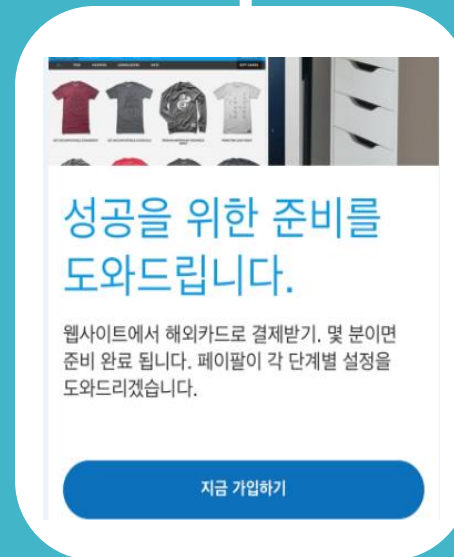 성공을 위한 준비를
도와드립니다.
웹사이트에서 해외카드로 결제받기. 몇 분이면
준비 완료 됩니다. 페이팔이 각 단계별 설정을
도와드리겠습니다.
지금 가입하기